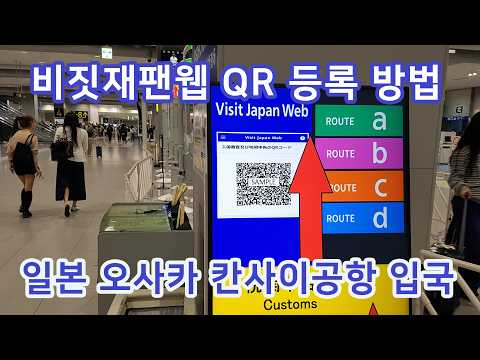 비짓재팬웹 QR 등록 방법
Visit Japan Web
Visit Japan Web
SAMPLE
ROUTE a
ROUTE b
ROUTE c
ROUTE d
일본 오사카 칸사이공항 입국
Customs